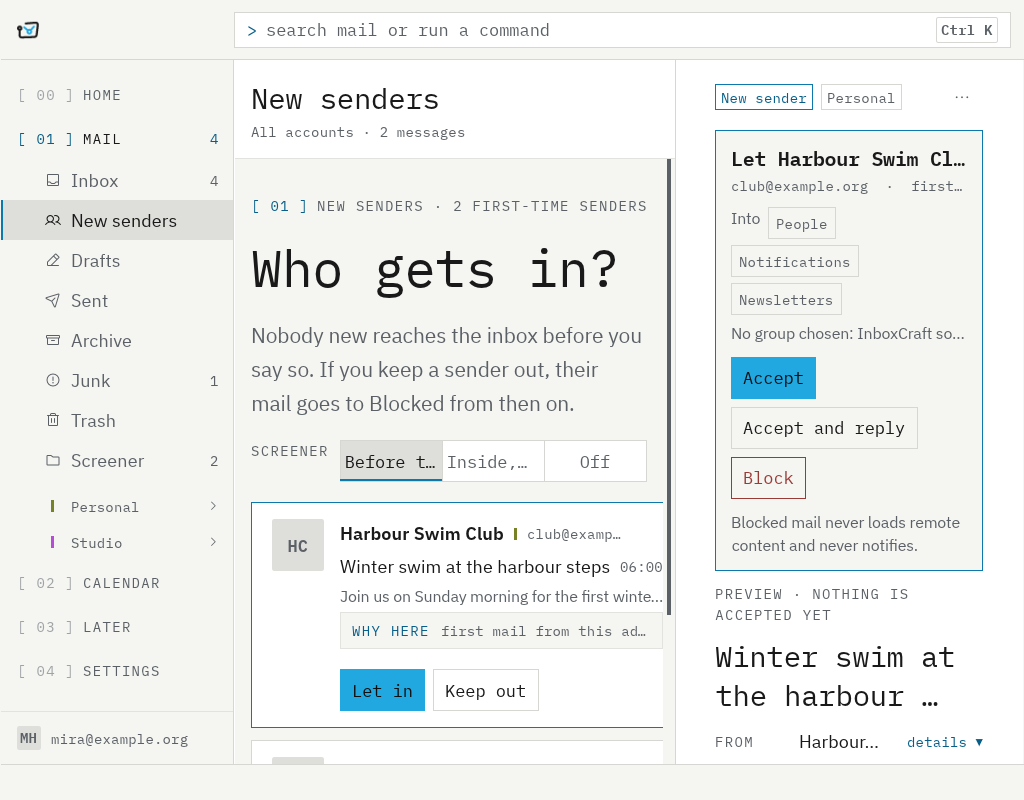 > search mail or run a command Ctrl K
[ 00 ] HOME
[ 01 ] MAIL 4
Inbox 4
New senders
Drafts
Sent
Archive
Junk 1
Trash
Screener 2
Personal
Studio
[ 02 ] CALENDAR
[ 03 ] LATER
[ 04 ] SETTINGS
MH mira@example.org
New senders
All accounts · 2 messages
[ 01 ] NEW SENDERS · 2 FIRST-TIME SENDERS
Who gets in?
Nobody new reaches the inbox before you
say so. If you keep a sender out, their
mail goes to Blocked from then on.
SCREENER Before t… Inside,… Off
HC Harbour Swim Club club@examp…
Winter swim at the harbour steps 06:00
Join us on Sunday morning for the first winte…
WHY HERE first mail from this ad…
Let in Keep out
New sender Personal ···
Let Harbour Swim Cl…
club@example.org · first…
Into People
Notifications
Newsletters
No group chosen: InboxCraft so…
Accept
Accept and reply
Block
Blocked mail never loads remote
content and never notifies.
PREVIEW · NOTHING IS
ACCEPTED YET
Winter swim at
the harbour …
FROM Harbour… details ▼